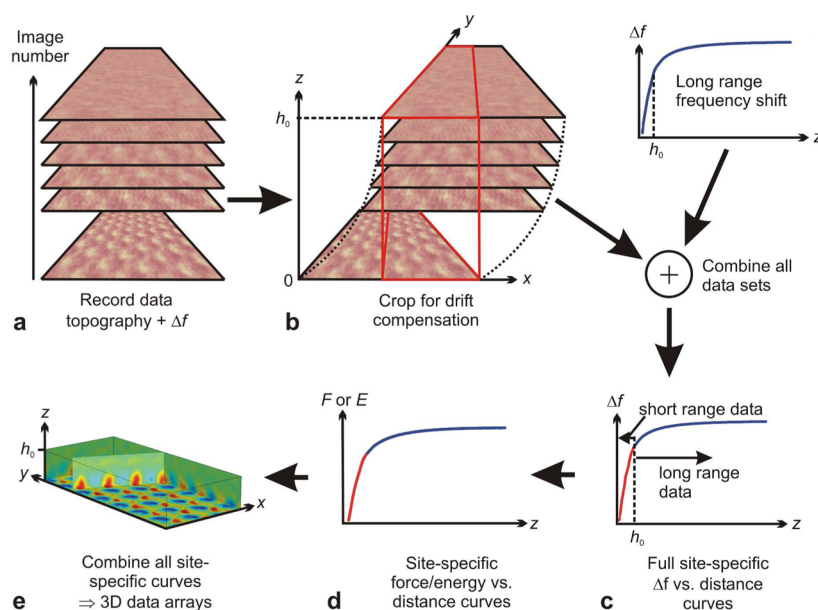 Image
number
Record data
topography + Δf
a
z
y
h₀
0
x
Crop for drift
compensation
b
Δf
Long range
frequency shift
z
h₀
+
Combine all
data sets
Δf
short range data
long range
data
z
h₀
Full site-specific
Δf vs. distance
curves
c
F or E
z
Site-specific
force/energy vs.
distance curves
d
z
h₀
y
x
Combine all site-
specific curves
⇒ 3D data arrays
e